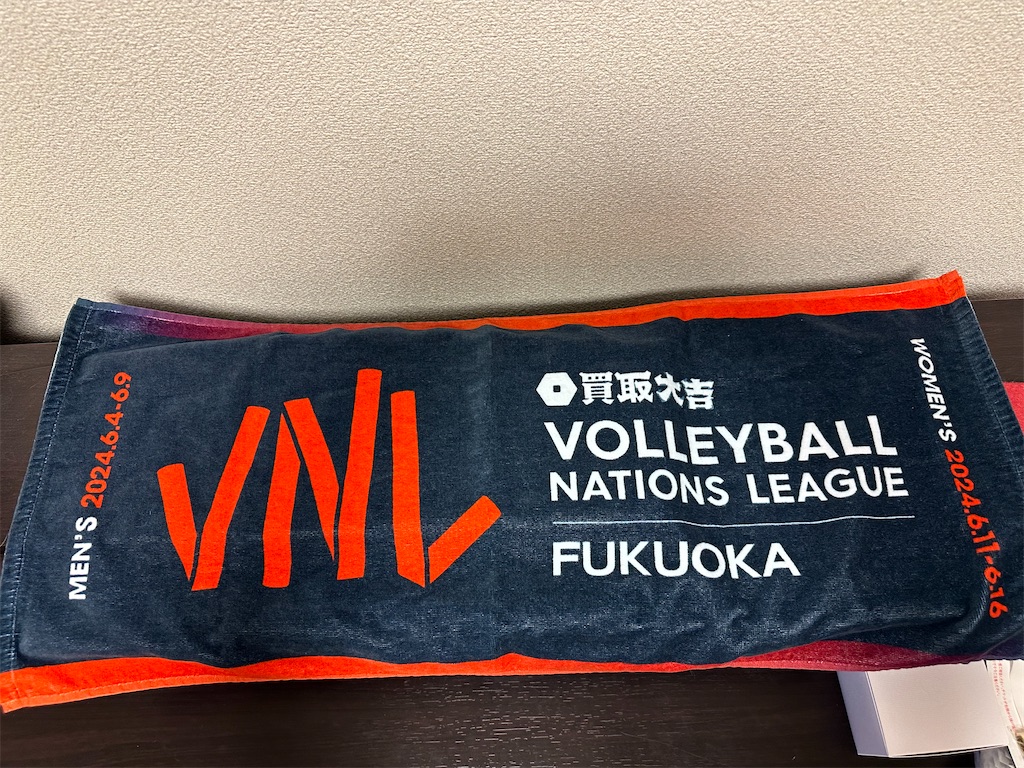 MEN'S 2024.6.4-6.9
VNL
買取大吉
VOLLEYBALL
NATIONS LEAGUE
FUKUOKA
WOMEN'S 2024.6.11-6.16